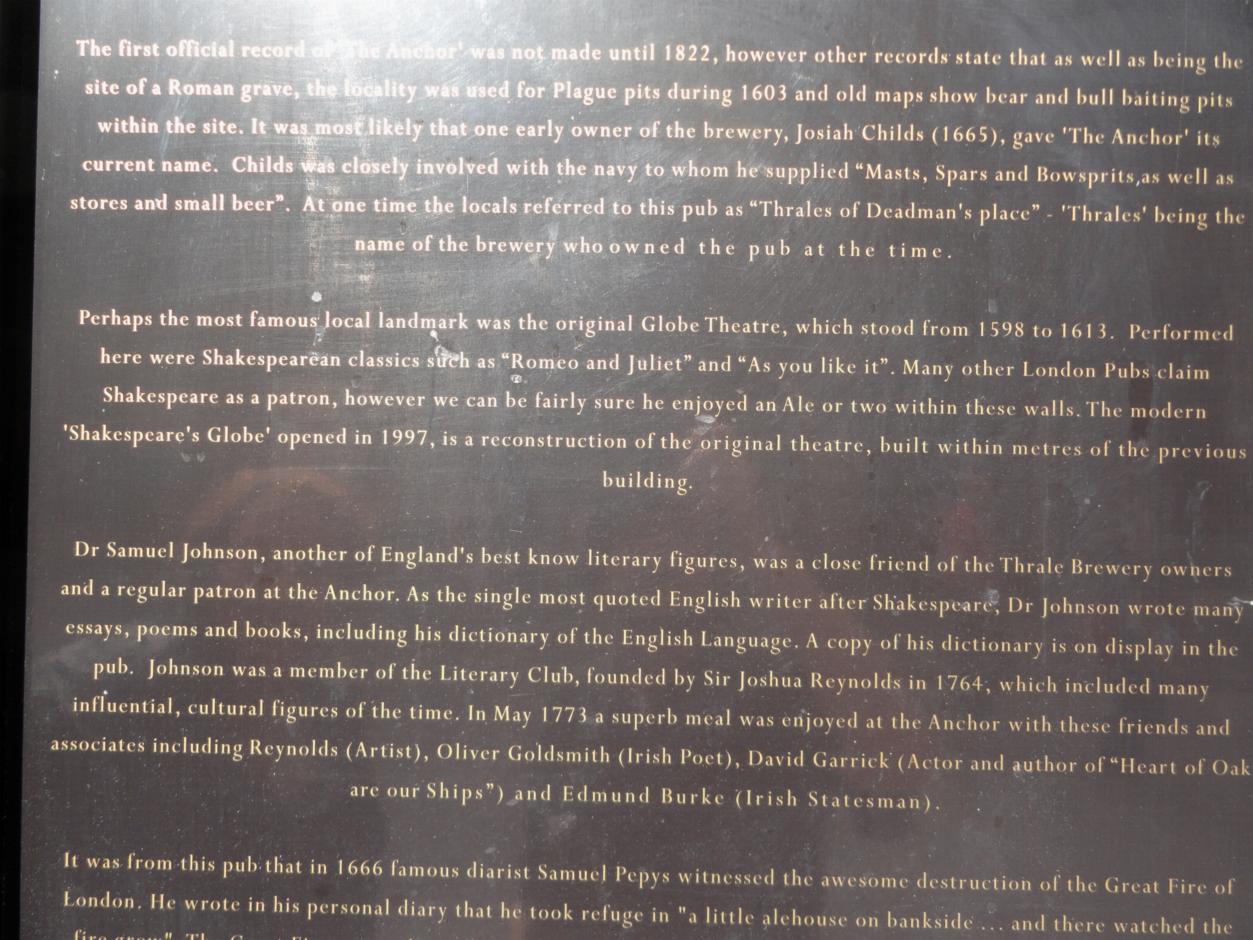 The first official record of 'The Anchor' was not made until 1822, however other records state that as well as being the
site of a Roman grave, the locality was used for Plague pits during 1603 and old maps show bear and bull baiting pits
within the site. It was most likely that one early owner of the brewery, Josiah Childs (1665), gave 'The Anchor' its
current name.  Childs was closely involved with the navy to whom he supplied “Masts, Spars and Bowsprits,as well as
stores and small beer”.  At one time the locals referred to this pub as “Thrales of Deadman's place” - 'Thrales' being the
name of the brewery who owned the pub at the time.
Perhaps the most famous local landmark was the original Globe Theatre, which stood from 1598 to 1613.  Performed
here were Shakespearean classics such as “Romeo and Juliet” and “As you like it”. Many other London Pubs claim
Shakespeare as a patron, however we can be fairly sure he enjoyed an Ale or two within these walls. The modern
'Shakespeare's Globe' opened in 1997, is a reconstruction of the original theatre, built within metres of the previous
building.
Dr Samuel Johnson, another of England's best know literary figures, was a close friend of the Thrale Brewery owners
and a regular patron at the Anchor. As the single most quoted English writer after Shakespeare, Dr Johnson wrote many
essays, poems and books, including his dictionary of the English Language. A copy of his dictionary is on display in the
pub.  Johnson was a member of the Literary Club, founded by Sir Joshua Reynolds in 1764, which included many
influential, cultural figures of the time. In May 1773 a superb meal was enjoyed at the Anchor with these friends and
associates including Reynolds (Artist), Oliver Goldsmith (Irish Poet), David Garrick (Actor and author of “Heart of Oak
are our Ships”) and Edmund Burke (Irish Statesman).
It was from this pub that in 1666 famous diarist Samuel Pepys witnessed the awesome destruction of the Great Fire of
London. He wrote in his personal diary that he took refuge in "a little alehouse on bankside ... and there watched the
fire grow". The Great